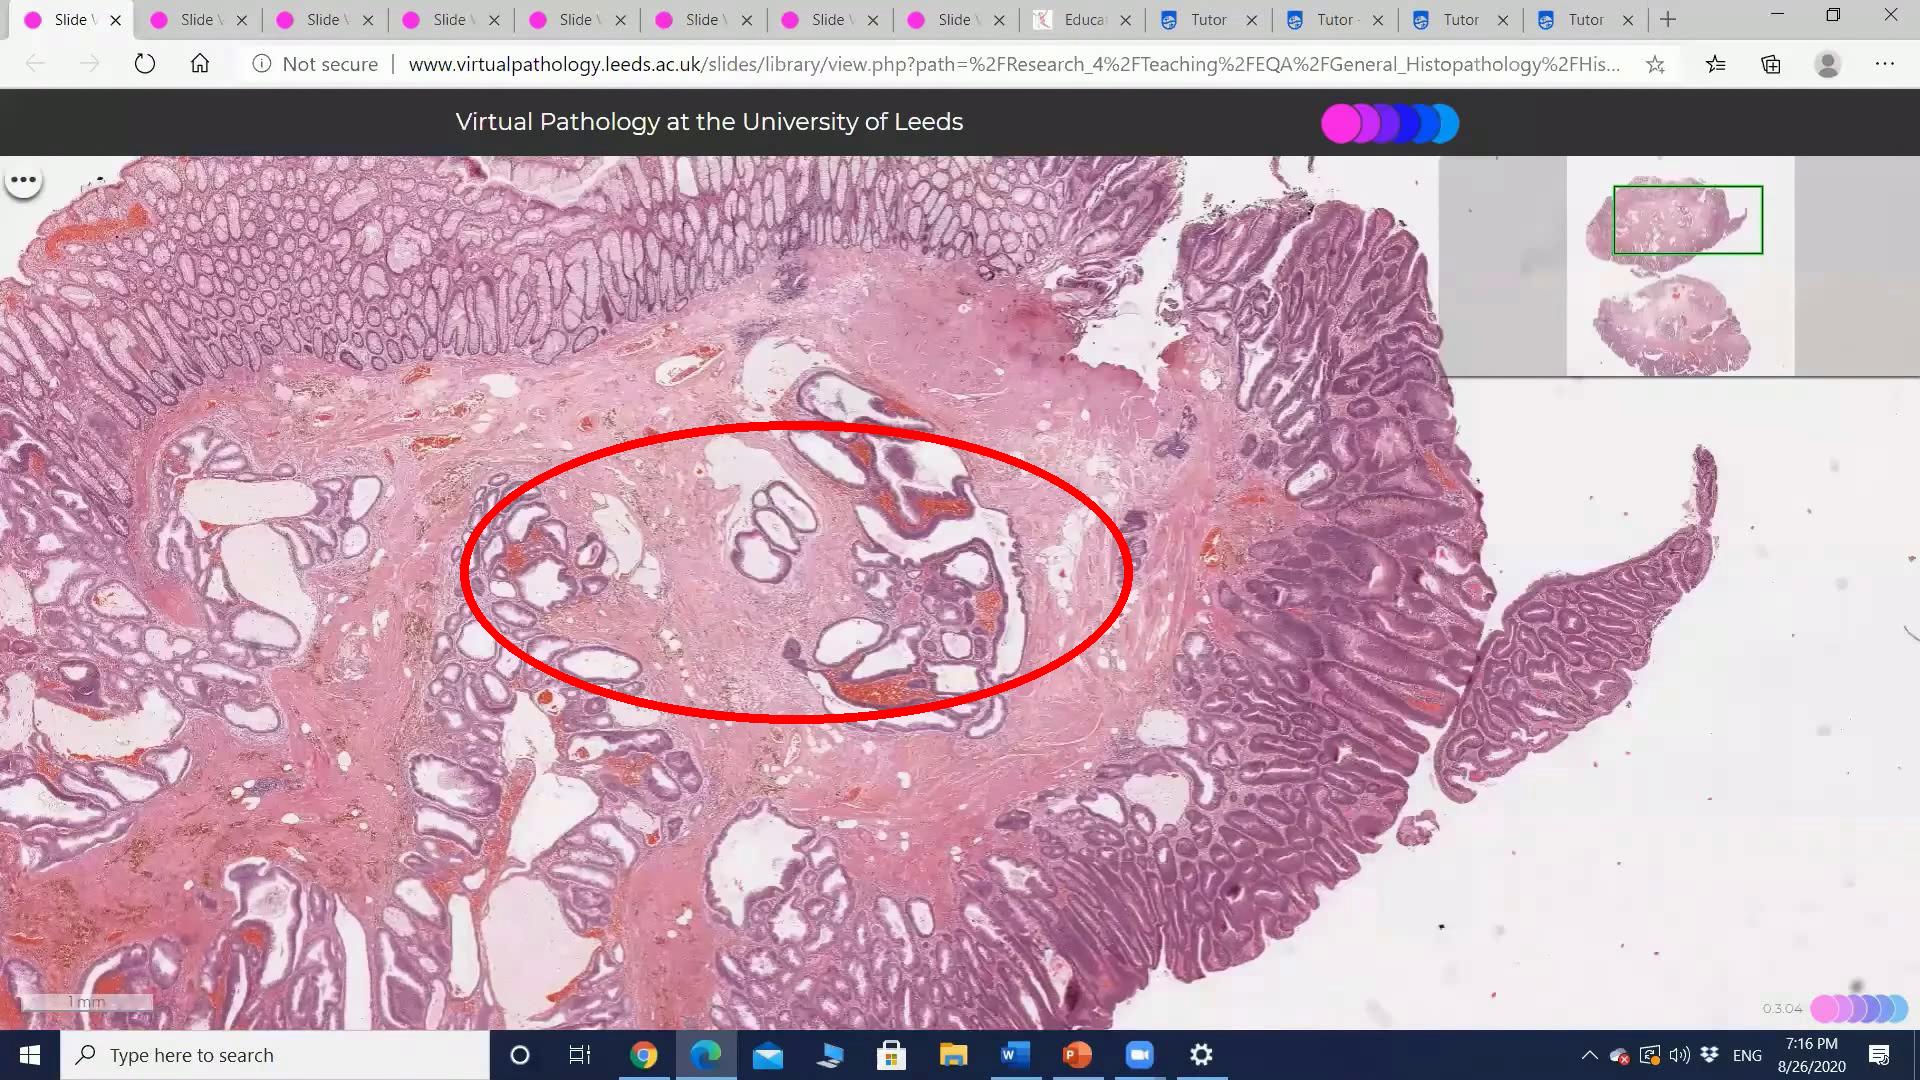 Slide V
Slide V
Slide V
Slide V
Slide V
Slide V
Slide V
Slide V
Educa
Tutor
Tutor
Tutor
Tutor
Not secure
www.virtualpathology.leeds.ac.uk/slides/library/view.php?path=%2FResearch_4%2FTeaching%2FEQA%2FGeneral_Histopathology%2FHis...
Virtual Pathology at the University of Leeds
1 mm
0.3.04
Type here to search
ENG
7:16 PM
8/26/2020